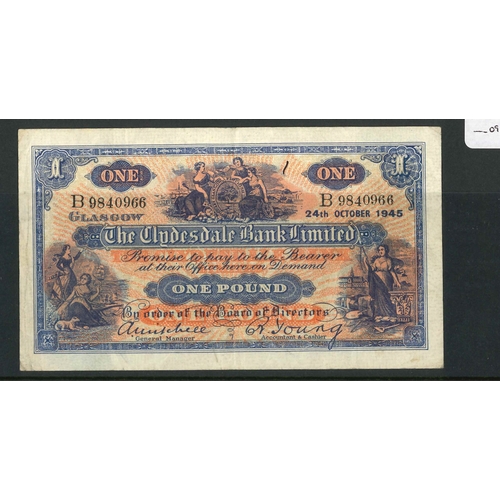 ONE ONE
B 9840966 B 9840966
GLASGOW 24th OCTOBER 1945
The Clydesdale Bank Limited
Promise to pay to the Bearer
at their Office here on Demand
ONE POUND
By order of the Board of Directors
A. Young
General Manager Accountant & Cashier